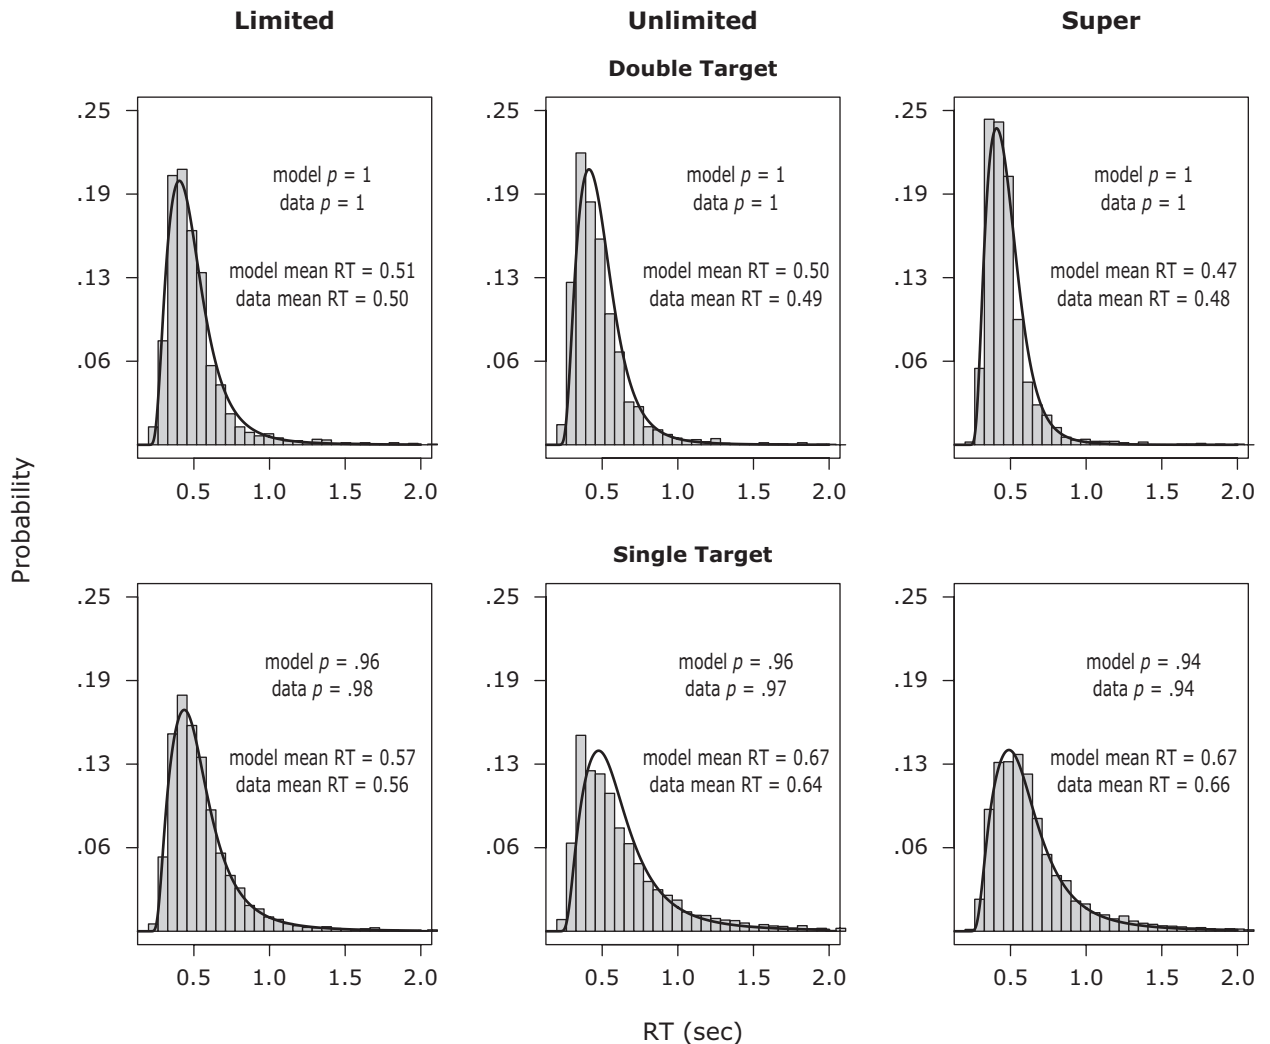 Limited
Unlimited
Super
Double Target
.25
.19
.13
.06
model p = 1
data p = 1
model mean RT = 0.51
data mean RT = 0.50
0.5 1.0 1.5 2.0
.25
.19
.13
.06
model p = 1
data p = 1
model mean RT = 0.50
data mean RT = 0.49
0.5 1.0 1.5 2.0
.25
.19
.13
.06
model p = 1
data p = 1
model mean RT = 0.47
data mean RT = 0.48
0.5 1.0 1.5 2.0
Probability
Single Target
.25
.19
.13
.06
model p = .96
data p = .98
model mean RT = 0.57
data mean RT = 0.56
0.5 1.0 1.5 2.0
.25
.19
.13
.06
model p = .96
data p = .97
model mean RT = 0.67
data mean RT = 0.64
0.5 1.0 1.5 2.0
.25
.19
.13
.06
model p = .94
data p = .94
model mean RT = 0.67
data mean RT = 0.66
0.5 1.0 1.5 2.0
RT (sec)